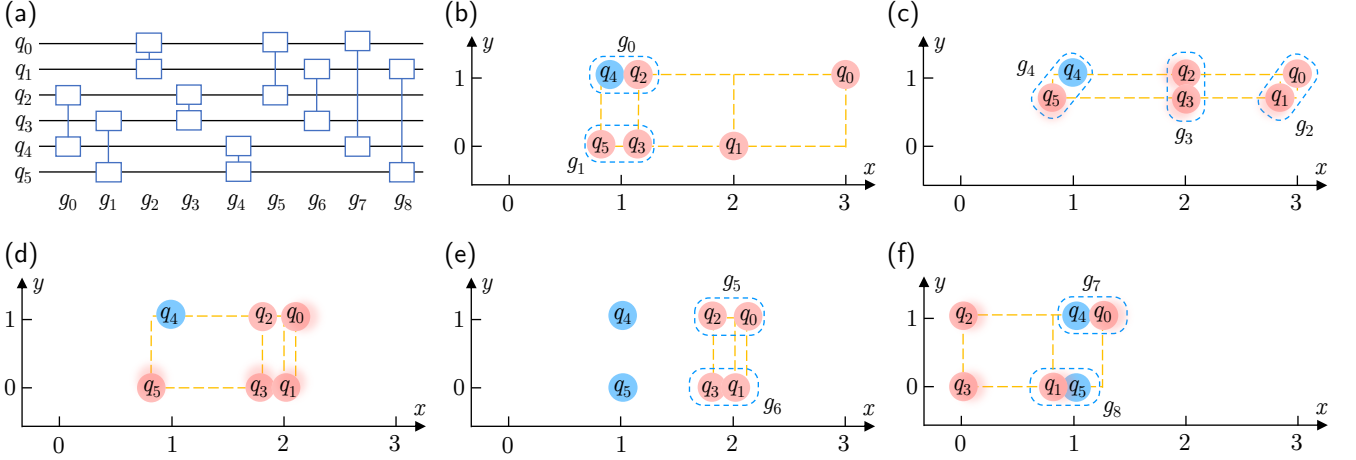 (a)
q₀
q₁
q₂
q₃
q₄
q₅
g₀ g₁ g₂ g₃ g₄ g₅ g₆ g₇ g₈
(b)
y
g₀
1
q₄ q₂ q₀
0
q₅ q₃ q₁
g₁
x
0 1 2 3
(c)
y
1
g₄ q₄ q₂ q₀
q₅ q₃ q₁
g₃ g₂
0
x
0 1 2 3
(d)
y
1
q₄ q₂ q₀
0
q₅ q₃ q₁
x
0 1 2 3
(e)
y
g₅
1
q₄ q₂ q₀
0
q₅ q₃ q₁
g₆
x
0 1 2 3
(f)
y
g₇
1
q₂ q₄ q₀
0
q₃ q₁ q₅
g₈
x
0 1 2 3